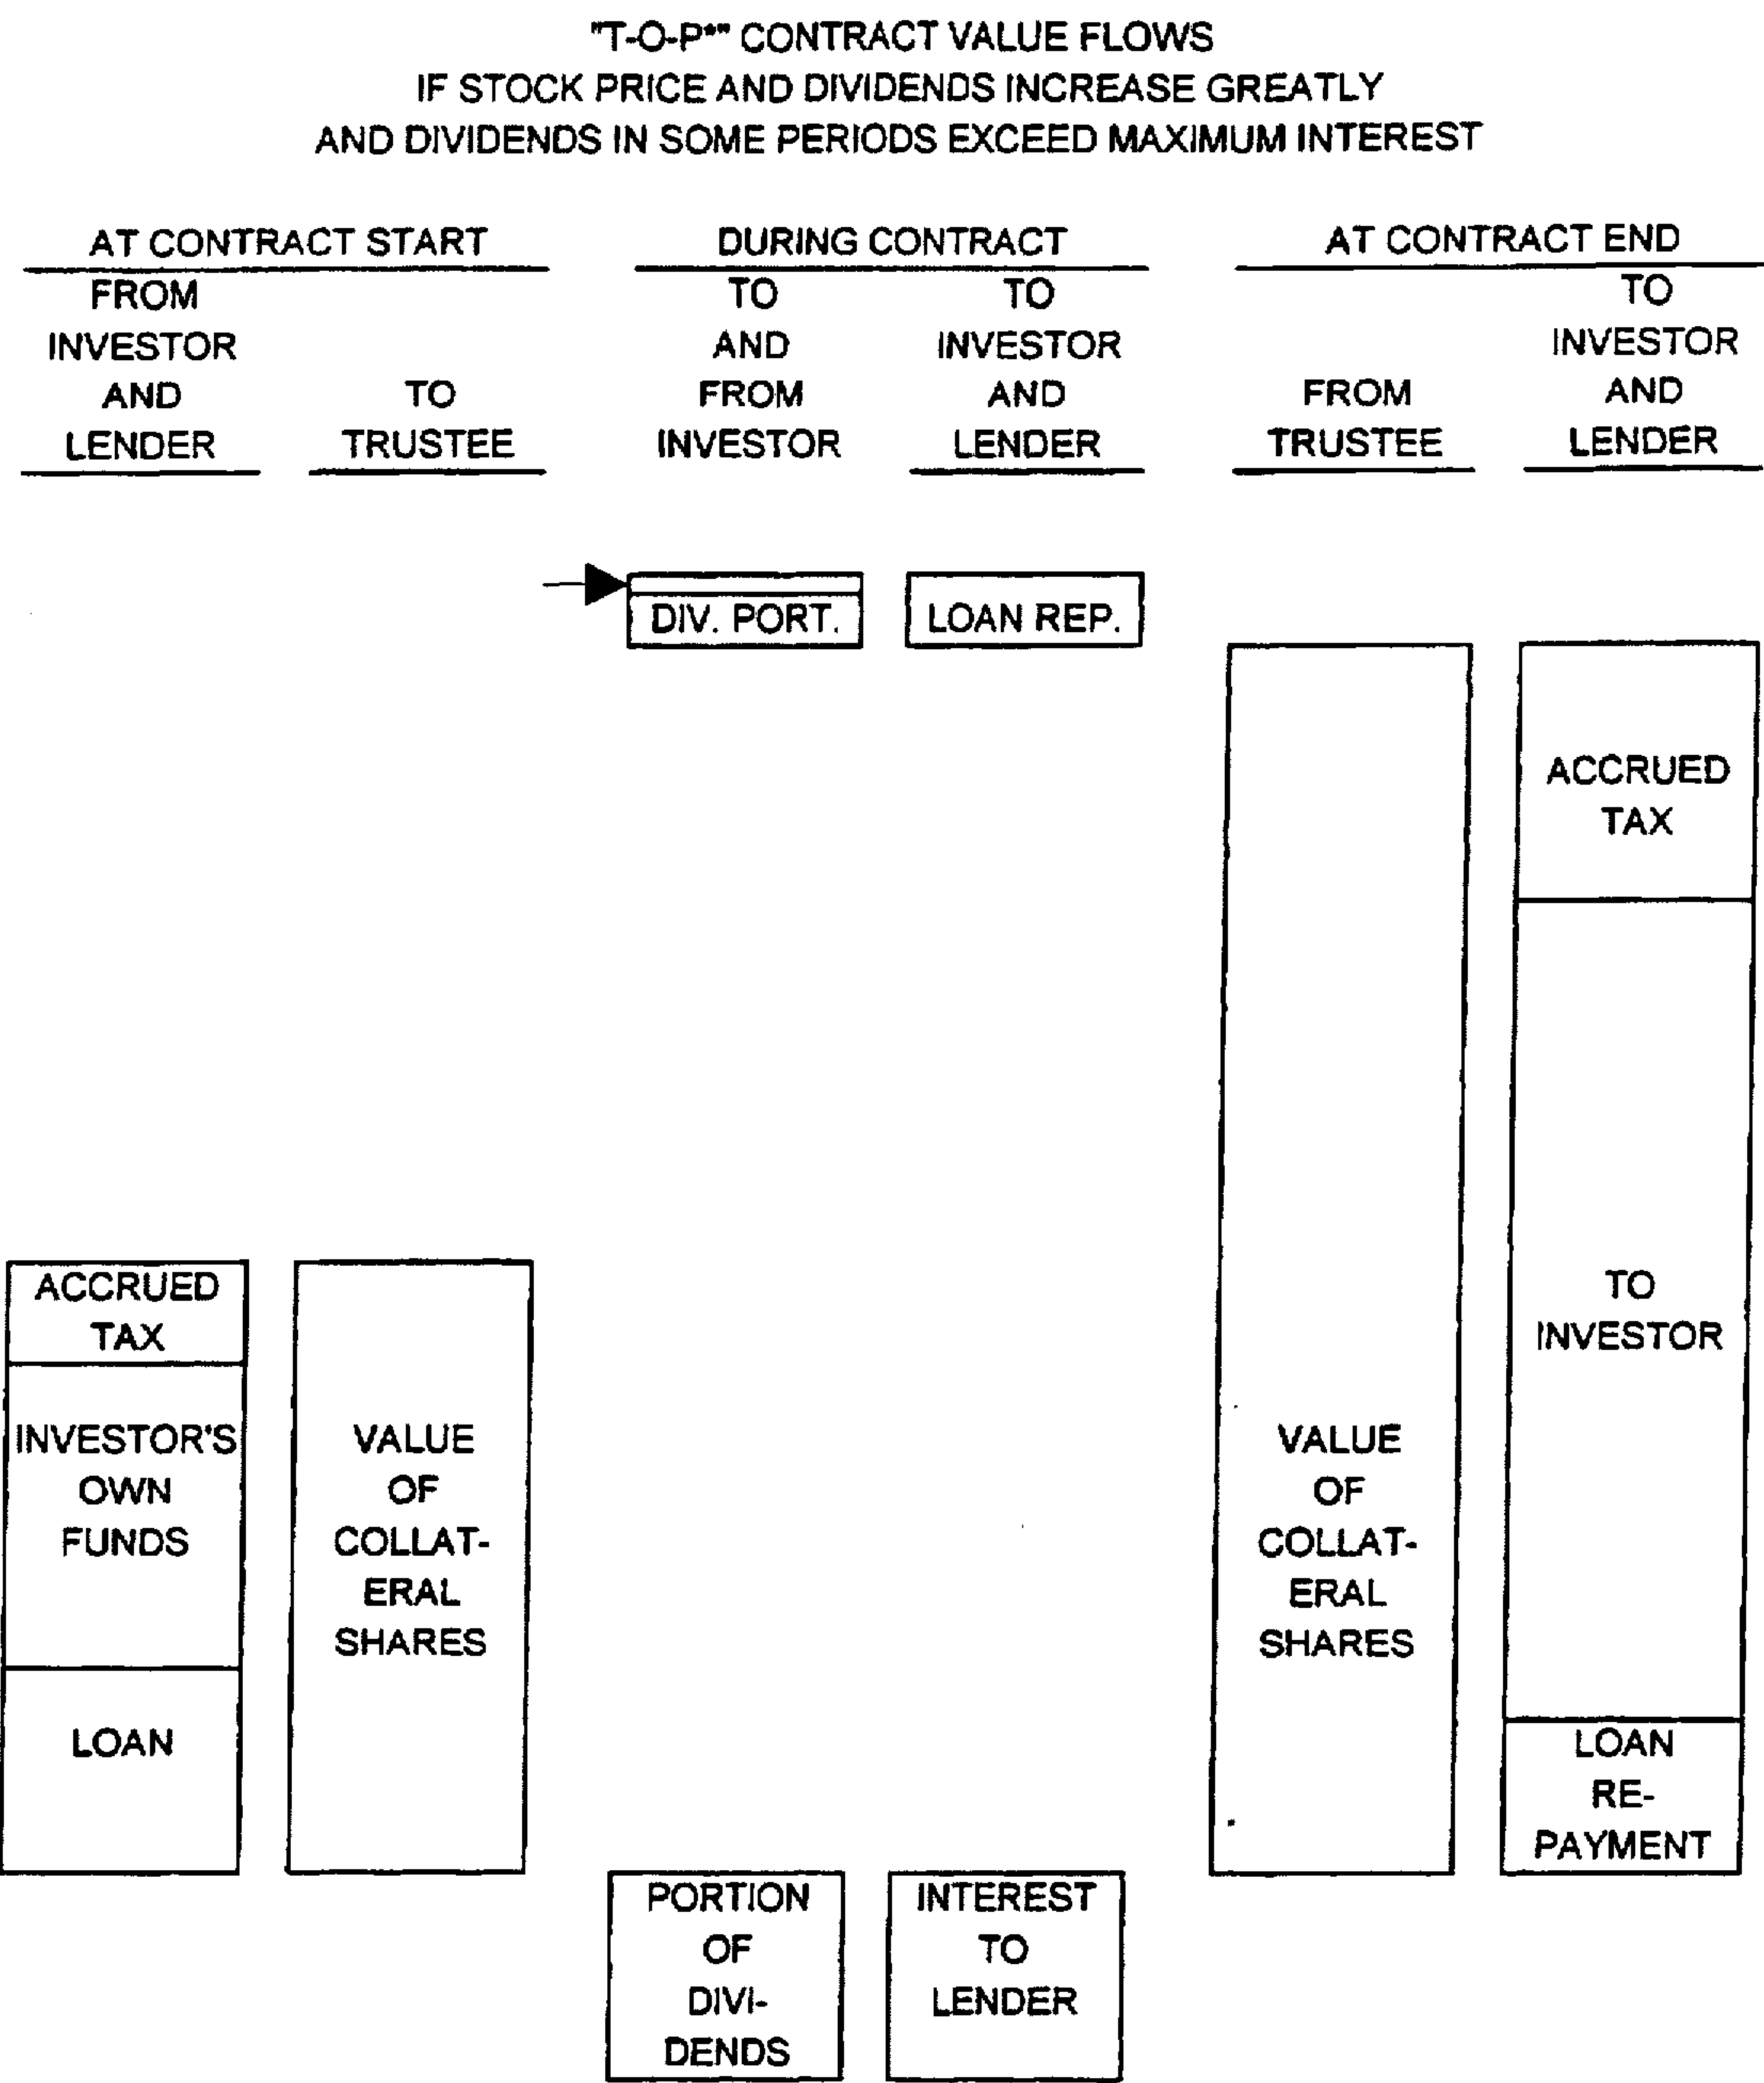 "T-O-P*" CONTRACT VALUE FLOWS
IF STOCK PRICE AND DIVIDENDS INCREASE GREATLY
AND DIVIDENDS IN SOME PERIODS EXCEED MAXIMUM INTEREST
AT CONTRACT START
FROM
INVESTOR
AND
LENDER
TO
TRUSTEE
DURING CONTRACT
TO
AND
FROM
INVESTOR
TO
INVESTOR
AND
LENDER
AT CONTRACT END
FROM
TRUSTEE
TO
INVESTOR
AND
LENDER
DIV. PORT.
LOAN REP.
ACCRUED
TAX
INVESTOR'S
OWN
FUNDS
LOAN
VALUE
OF
COLLAT-
ERAL
SHARES
PORTION
OF
DIVI-
DENDS
INTEREST
TO
LENDER
VALUE
OF
COLLAT-
ERAL
SHARES
ACCRUED
TAX
TO
INVESTOR
LOAN
RE-
PAYMENT